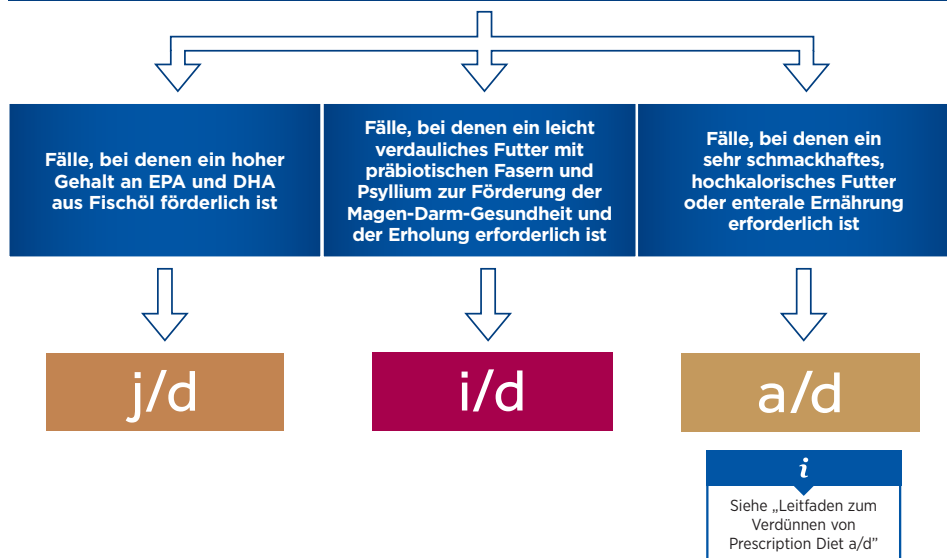 Fälle, bei denen ein hoher
Gehalt an EPA und DHA
aus Fischöl förderlich ist
Fälle, bei denen ein leicht
verdauliches Futter mit
präbiotischen Fasern und
Psyllium zur Förderung der
Magen-Darm-Gesundheit und
der Erholung erforderlich ist
Fälle, bei denen ein
sehr schmackhaftes,
hochkalorisches Futter
oder enterale Ernährung
erforderlich ist
j/d
i/d
a/d
i
Siehe „Leitfaden zum
Verdünnen von
Prescription Diet a/d”